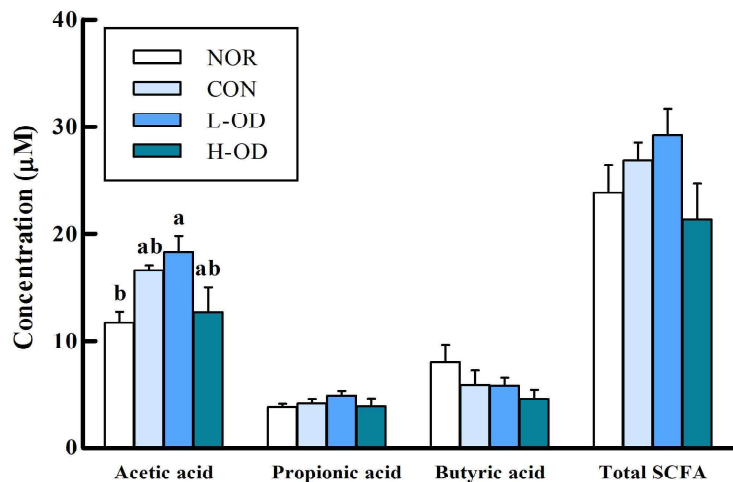 40
30
20
10
0
Concentration (µM)
NOR
CON
L-OD
H-OD
b
ab
a
ab
Acetic acid
Propionic acid
Butyric acid
Total SCFA